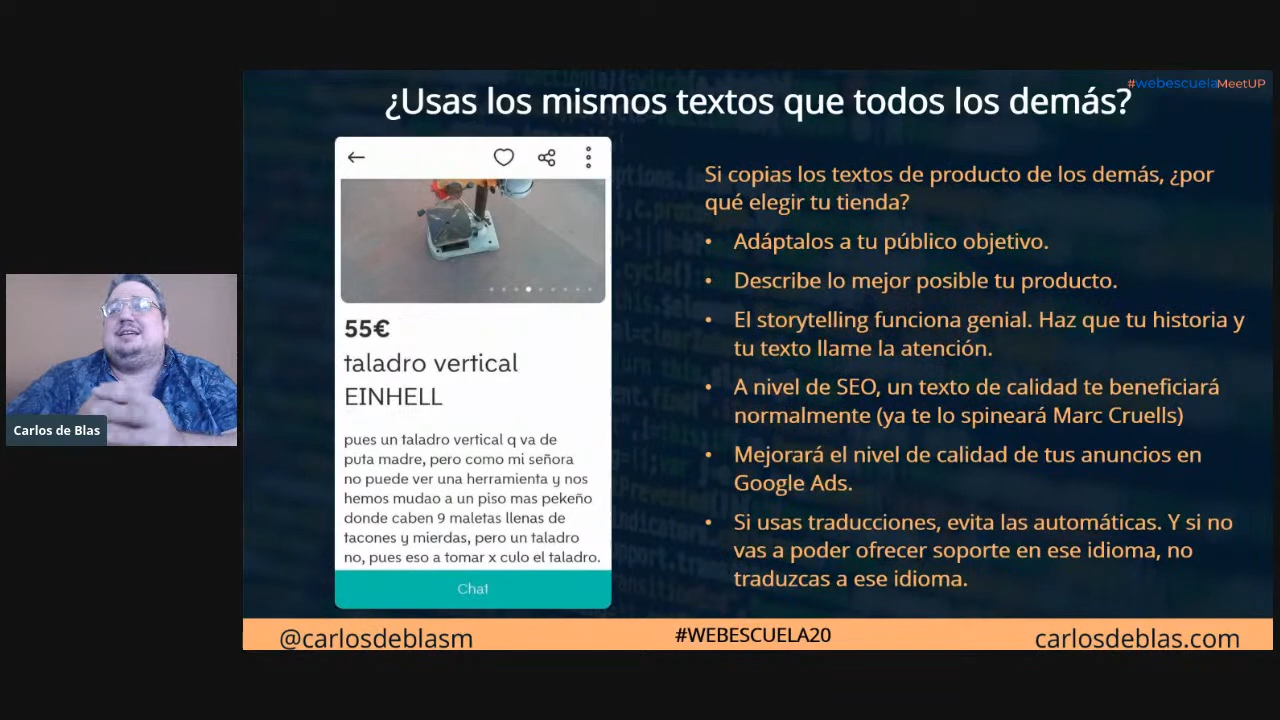 #webescuelaMeetUP
¿Usas los mismos textos que todos los demás?
55€
taladro vertical
EINHELL
pues un taladro vertical q va de
puta madre, pero como mi señora
no puede ver una herramienta y nos
hemos mudao a un piso mas pekeño
donde caben 9 maletas llenas de
tacones y mierdas, pero un taladro
no, pues eso a tomar x culo el taladro.
Chat
Si copias los textos de producto de los demás, ¿por
qué elegir tu tienda?
• Adáptalos a tu público objetivo.
• Describe lo mejor posible tu producto.
• El storytelling funciona genial. Haz que tu historia y
tu texto llame la atención.
• A nivel de SEO, un texto de calidad te beneficiará
normalmente (ya te lo spineará Marc Cruells)
• Mejorará el nivel de calidad de tus anuncios en
Google Ads.
• Si usas traducciones, evita las automáticas. Y si no
vas a poder ofrecer soporte en ese idioma, no
traduzcas a ese idioma.
Carlos de Blas
@carlosdeblasm
#WEBESCUELA20
carlosdeblas.com